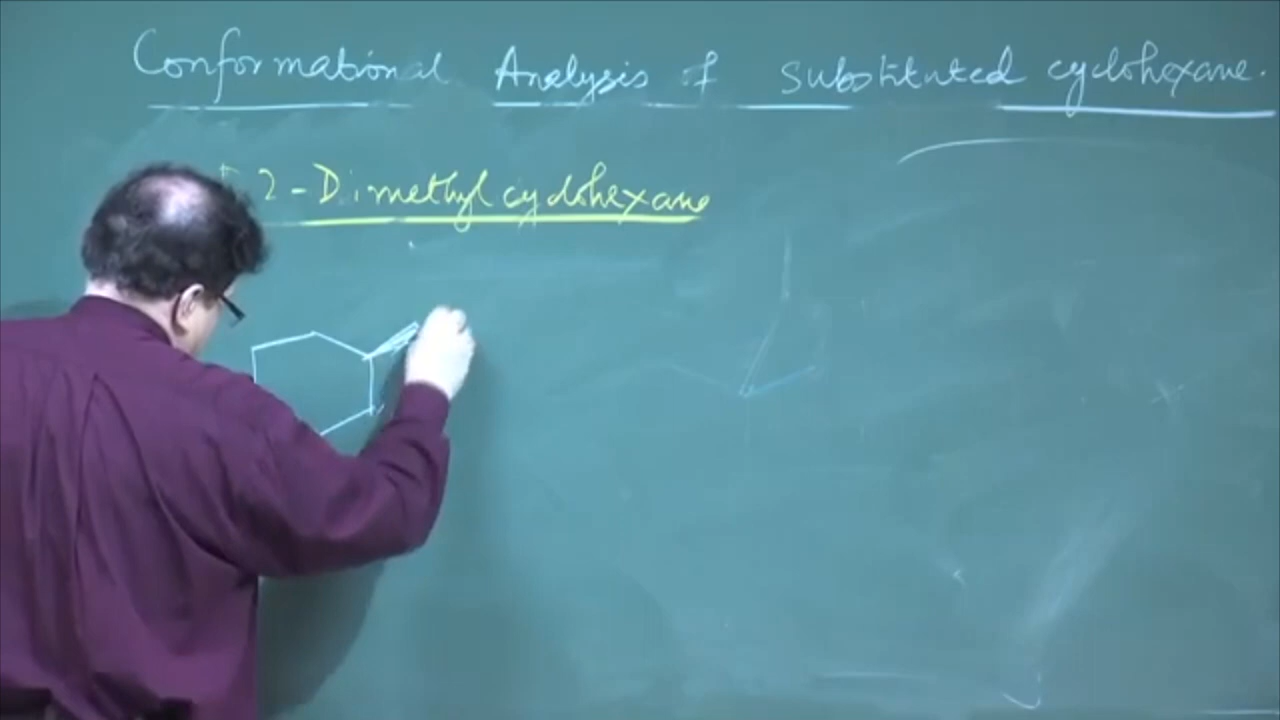 Conformational Analysis of substituted cyclohexane.
2-Dimethylcyclohexane